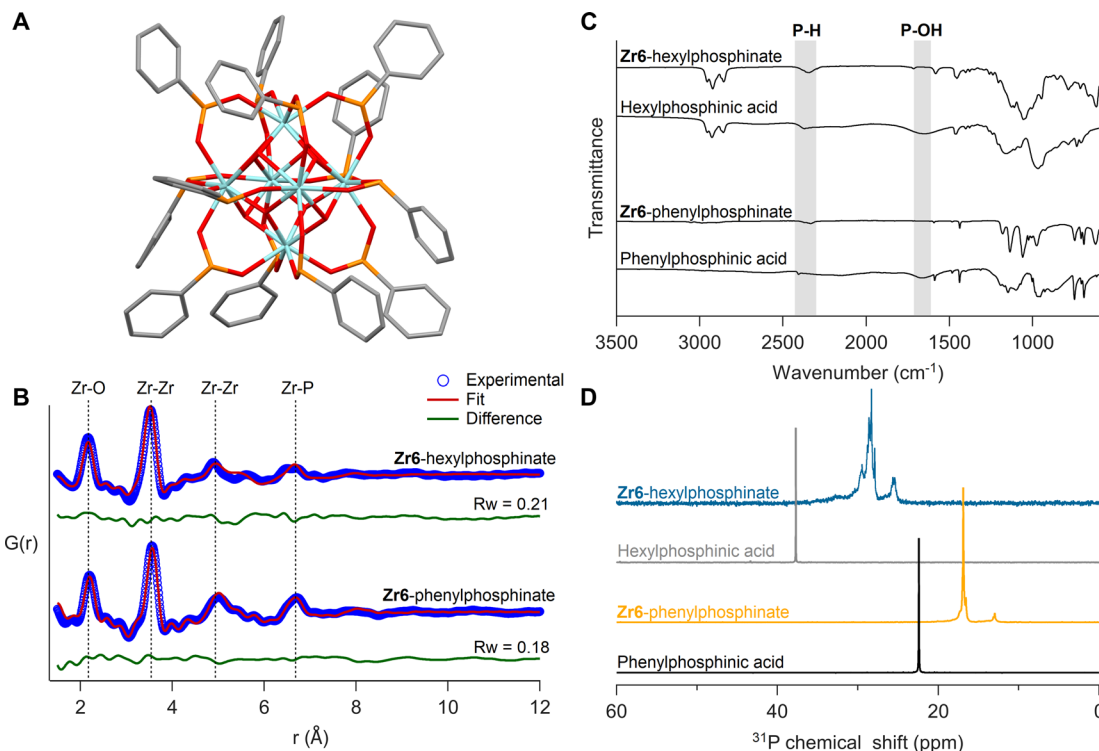 A
B
Zr-O
Zr-Zr
Zr-Zr
Zr-P
Experimental
Fit
Difference
Zr6-hexylphosphinate
Rw = 0.21
G(r)
Zr6-phenylphosphinate
Rw = 0.18
2
4
6
8
10
12
r (Å)
C
P-H
P-OH
Zr6-hexylphosphinate
Hexylphosphinic acid
Zr6-phenylphosphinate
Phenylphosphinic acid
Transmittance
3500
3000
2500
2000
1500
1000
Wavenumber (cm⁻¹)
D
Zr6-hexylphosphinate
Hexylphosphinic acid
Zr6-phenylphosphinate
Phenylphosphinic acid
60
40
20
0
³¹P chemical shift (ppm)